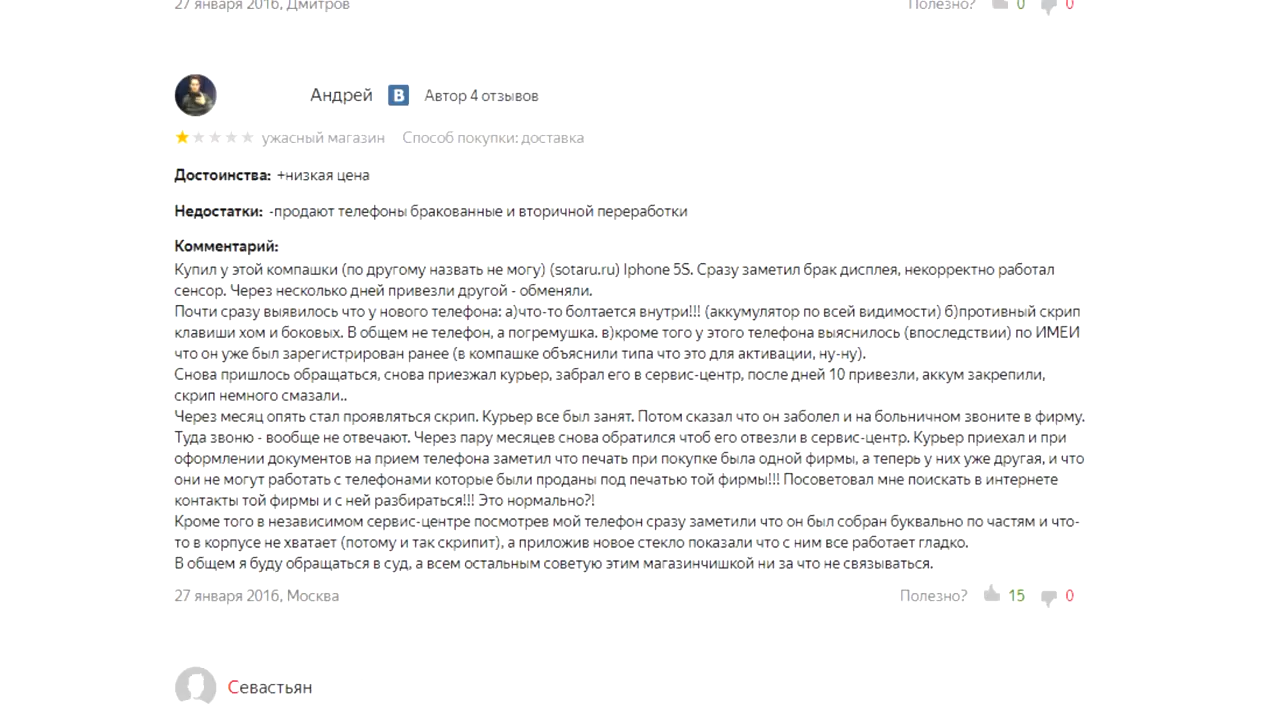 27 января 2016, Дмитров Полезно? 0 0
Андрей В Автор 4 отзывов
ужасный магазин Способ покупки: доставка
Достоинства: +низкая цена
Недостатки: -продают телефоны бракованные и вторичной переработки
Комментарий:
Купил у этой компашки (по другому назвать не могу) (sotaru.ru) Iphone 5S. Сразу заметил брак дисплея, некорректно работал
сенсор. Через несколько дней привезли другой - обменяли.
Почти сразу выявилось что у нового телефона: а)что-то болтается внутри!!! (аккумулятор по всей видимости) б)противный скрип
клавиши хом и боковых. В общем не телефон, а погремушка. в)кроме того у этого телефона выяснилось (впоследствии) по ИМЕИ
что он уже был зарегистрирован ранее (в компашке объяснили типа что это для активации, ну-ну).
Снова пришлось обращаться, снова приезжал курьер, забрал его в сервис-центр, после дней 10 привезли, аккум закрепили,
скрип немного смазали..
Через месяц опять стал проявляться скрип. Курьер все был занят. Потом сказал что он заболел и на больничном звоните в фирму.
Туда звоню - вообще не отвечают. Через пару месяцев снова обратился чтоб его отвезли в сервис-центр. Курьер приехал и при
оформлении документов на прием телефона заметил что печать при покупке была одной фирмы, а теперь у них уже другая, и что
они не могут работать с телефонами которые были проданы под печатью той фирмы!!! Посоветовал мне поискать в интернете
контакты той фирмы и с ней разбираться!!! Это нормально?!
Кроме того в независимом сервис-центре посмотрев мой телефон сразу заметили что он был собран буквально по частям и что-
то в корпусе не хватает (потому и так скрипит), а приложив новое стекло показали что с ним все работает гладко.
В общем я буду обращаться в суд, а всем остальным советую этим магазинчишкой ни за что не связываться.
27 января 2016, Москва Полезно? 15 0
Севастьян